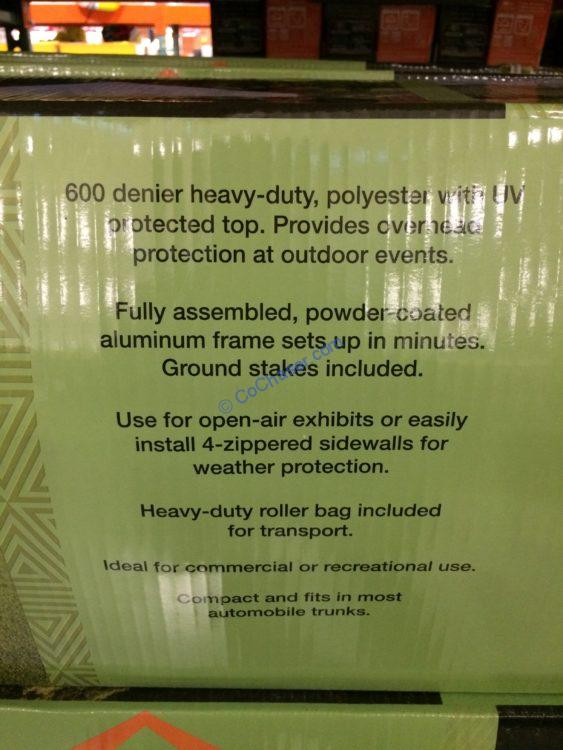 600 denier heavy-duty, polyester with UV
protected top. Provides overhead
protection at outdoor events.
Fully assembled, powder-coated
aluminum frame sets up in minutes.
Ground stakes included.
© CoChaser.com
Use for open-air exhibits or easily
install 4-zippered sidewalls for
weather protection.
Heavy-duty roller bag included
for transport.
Ideal for commercial or recreational use.
Compact and fits in most
automobile trunks.